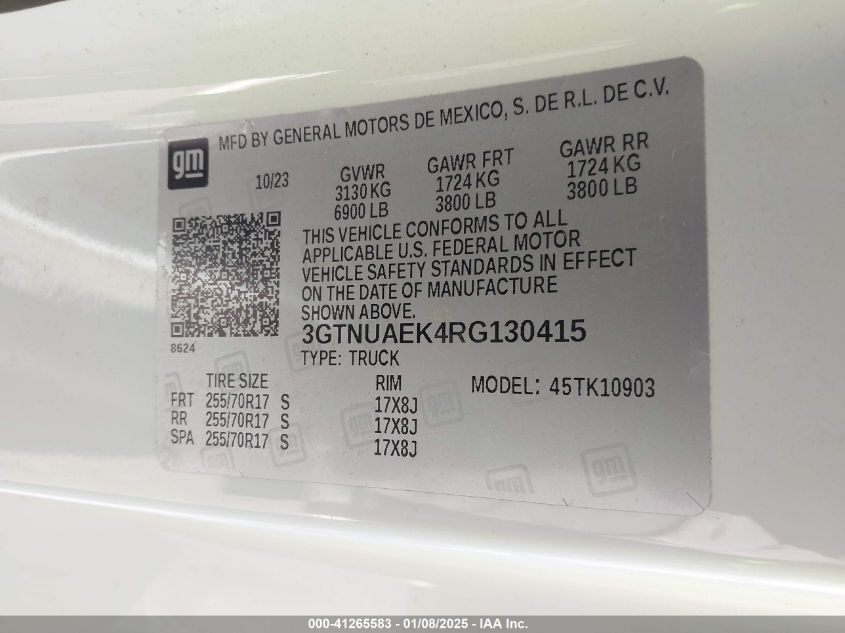 gm
MFD BY GENERAL MOTORS DE MEXICO, S. DE R.L. DE C.V.
10/23
GVWR
3130 KG
6900 LB
GAWR FRT
1724 KG
3800 LB
GAWR RR
1724 KG
3800 LB
THIS VEHICLE CONFORMS TO ALL
APPLICABLE U.S. FEDERAL MOTOR
VEHICLE SAFETY STANDARDS IN EFFECT
ON THE DATE OF MANUFACTURE
SHOWN ABOVE.
8624
3GTNUAEK4RG130415
TYPE: TRUCK
MODEL: 45TK10903
TIRE SIZE RIM
FRT 255/70R17 S 17X8J
RR 255/70R17 S 17X8J
SPA 255/70R17 S 17X8J
gm
gm
000-41265583 - 01/08/2025 - IAA Inc.